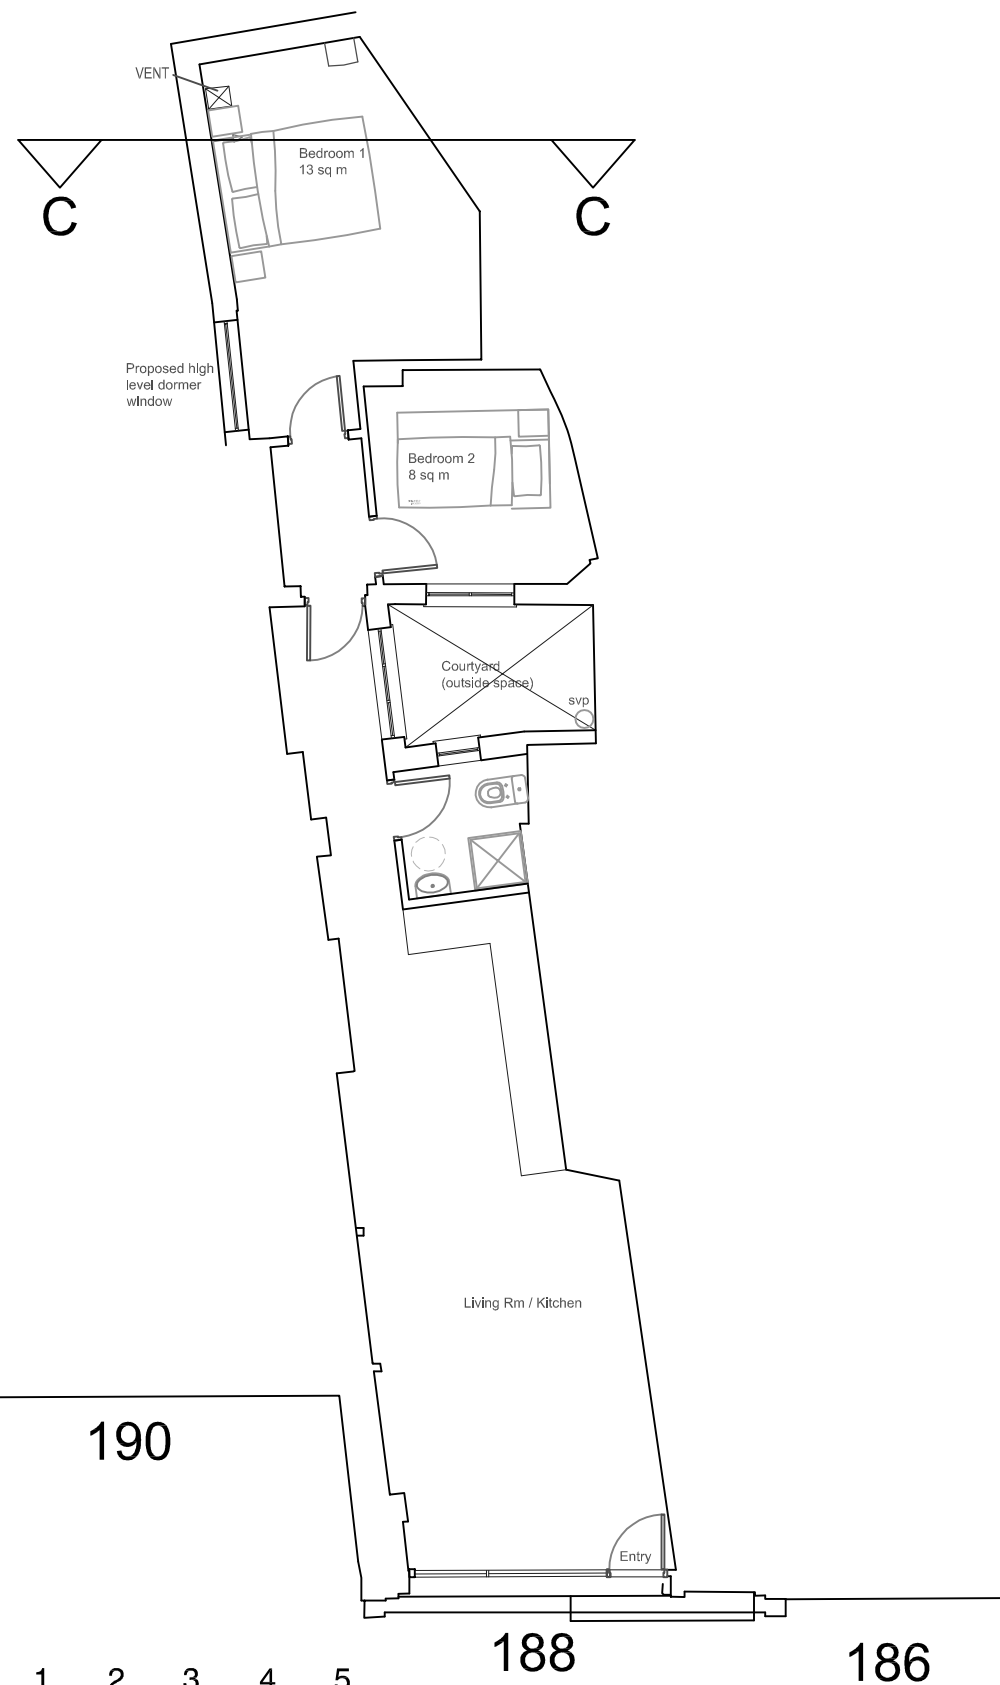 VENT
Bedroom 1
13 sq m
C
C
Proposed high
level dormer
window
Bedroom 2
8 sq m
Courtyard
(outside space)
svp
Living Rm / Kitchen
190
Entry
188
186
1 2 3 4 5